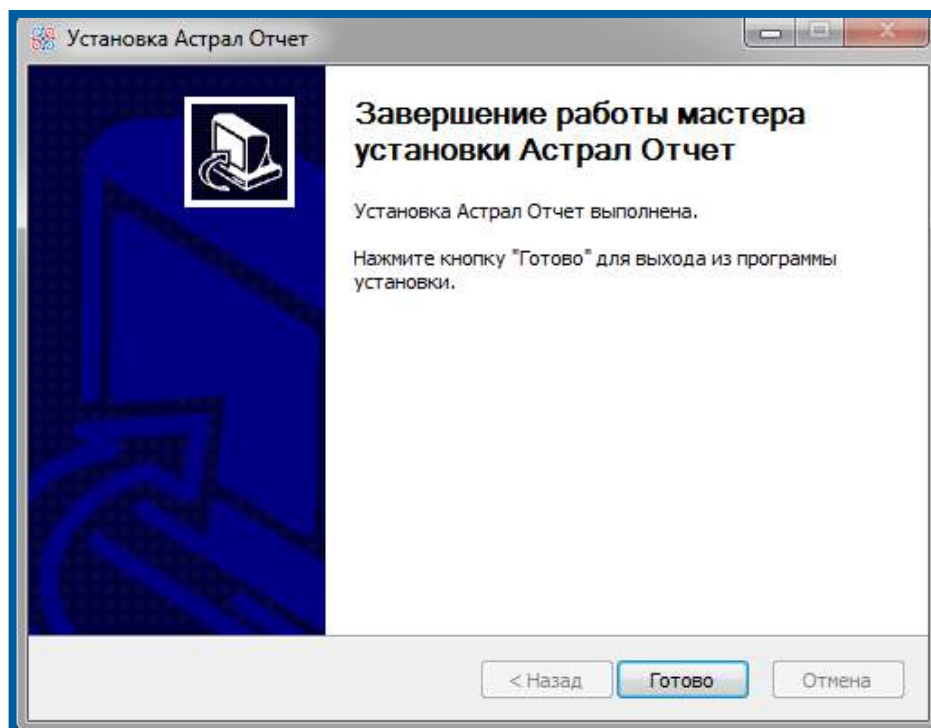 Установка Астрал Отчет
Завершение работы мастера
установки Астрал Отчет
Установка Астрал Отчет выполнена.
Нажмите кнопку "Готово" для выхода из программы
установки.
< Назад
Готово
Отмена